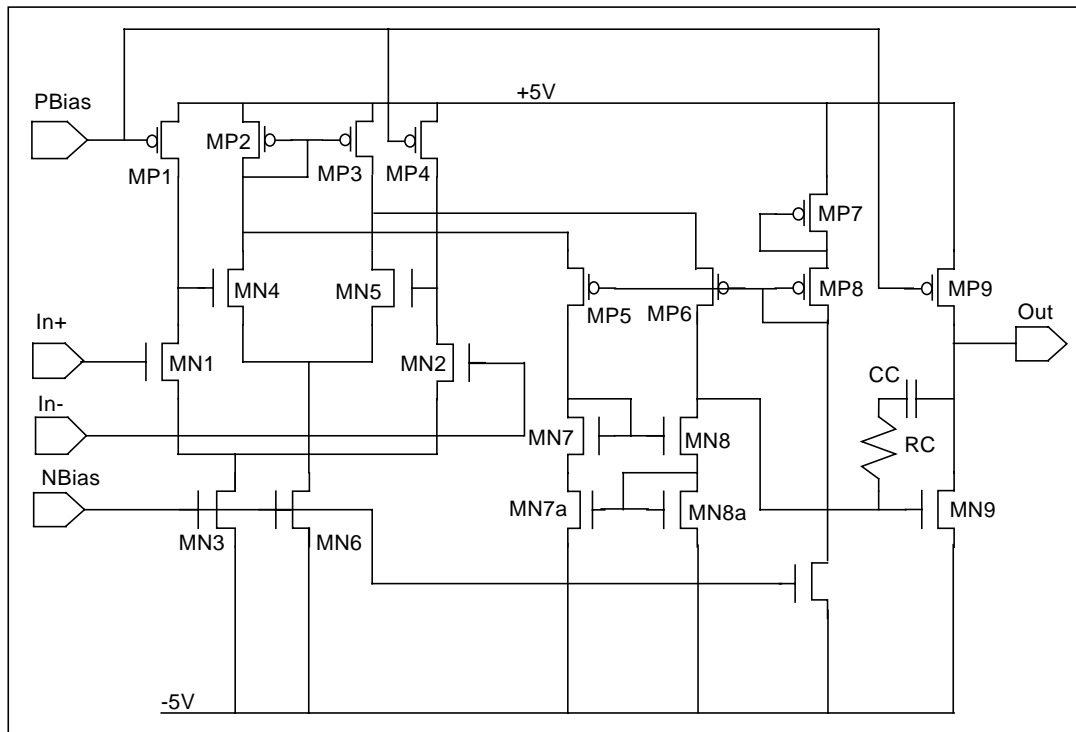 +5V
PBias
MP1
MP2
MP3
MP4
MP7
MN4
MN5
MP5
MP6
MP8
MP9
In+
Out
MN1
MN2
CC
In-
MN7
MN8
RC
NBias
MN7a
MN8a
MN9
MN3
MN6
-5V